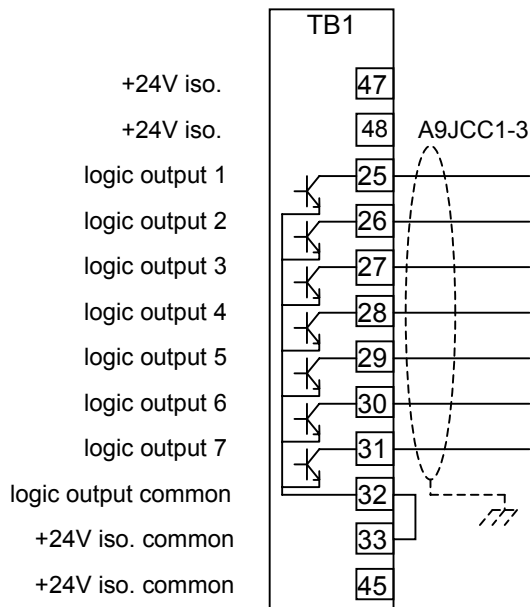 TB1
+24V iso. 47
+24V iso. 48 A9JCC1-3
logic output 1 25
logic output 2 26
logic output 3 27
logic output 4 28
logic output 5 29
logic output 6 30
logic output 7 31
logic output common 32
+24V iso. common 33
+24V iso. common 45